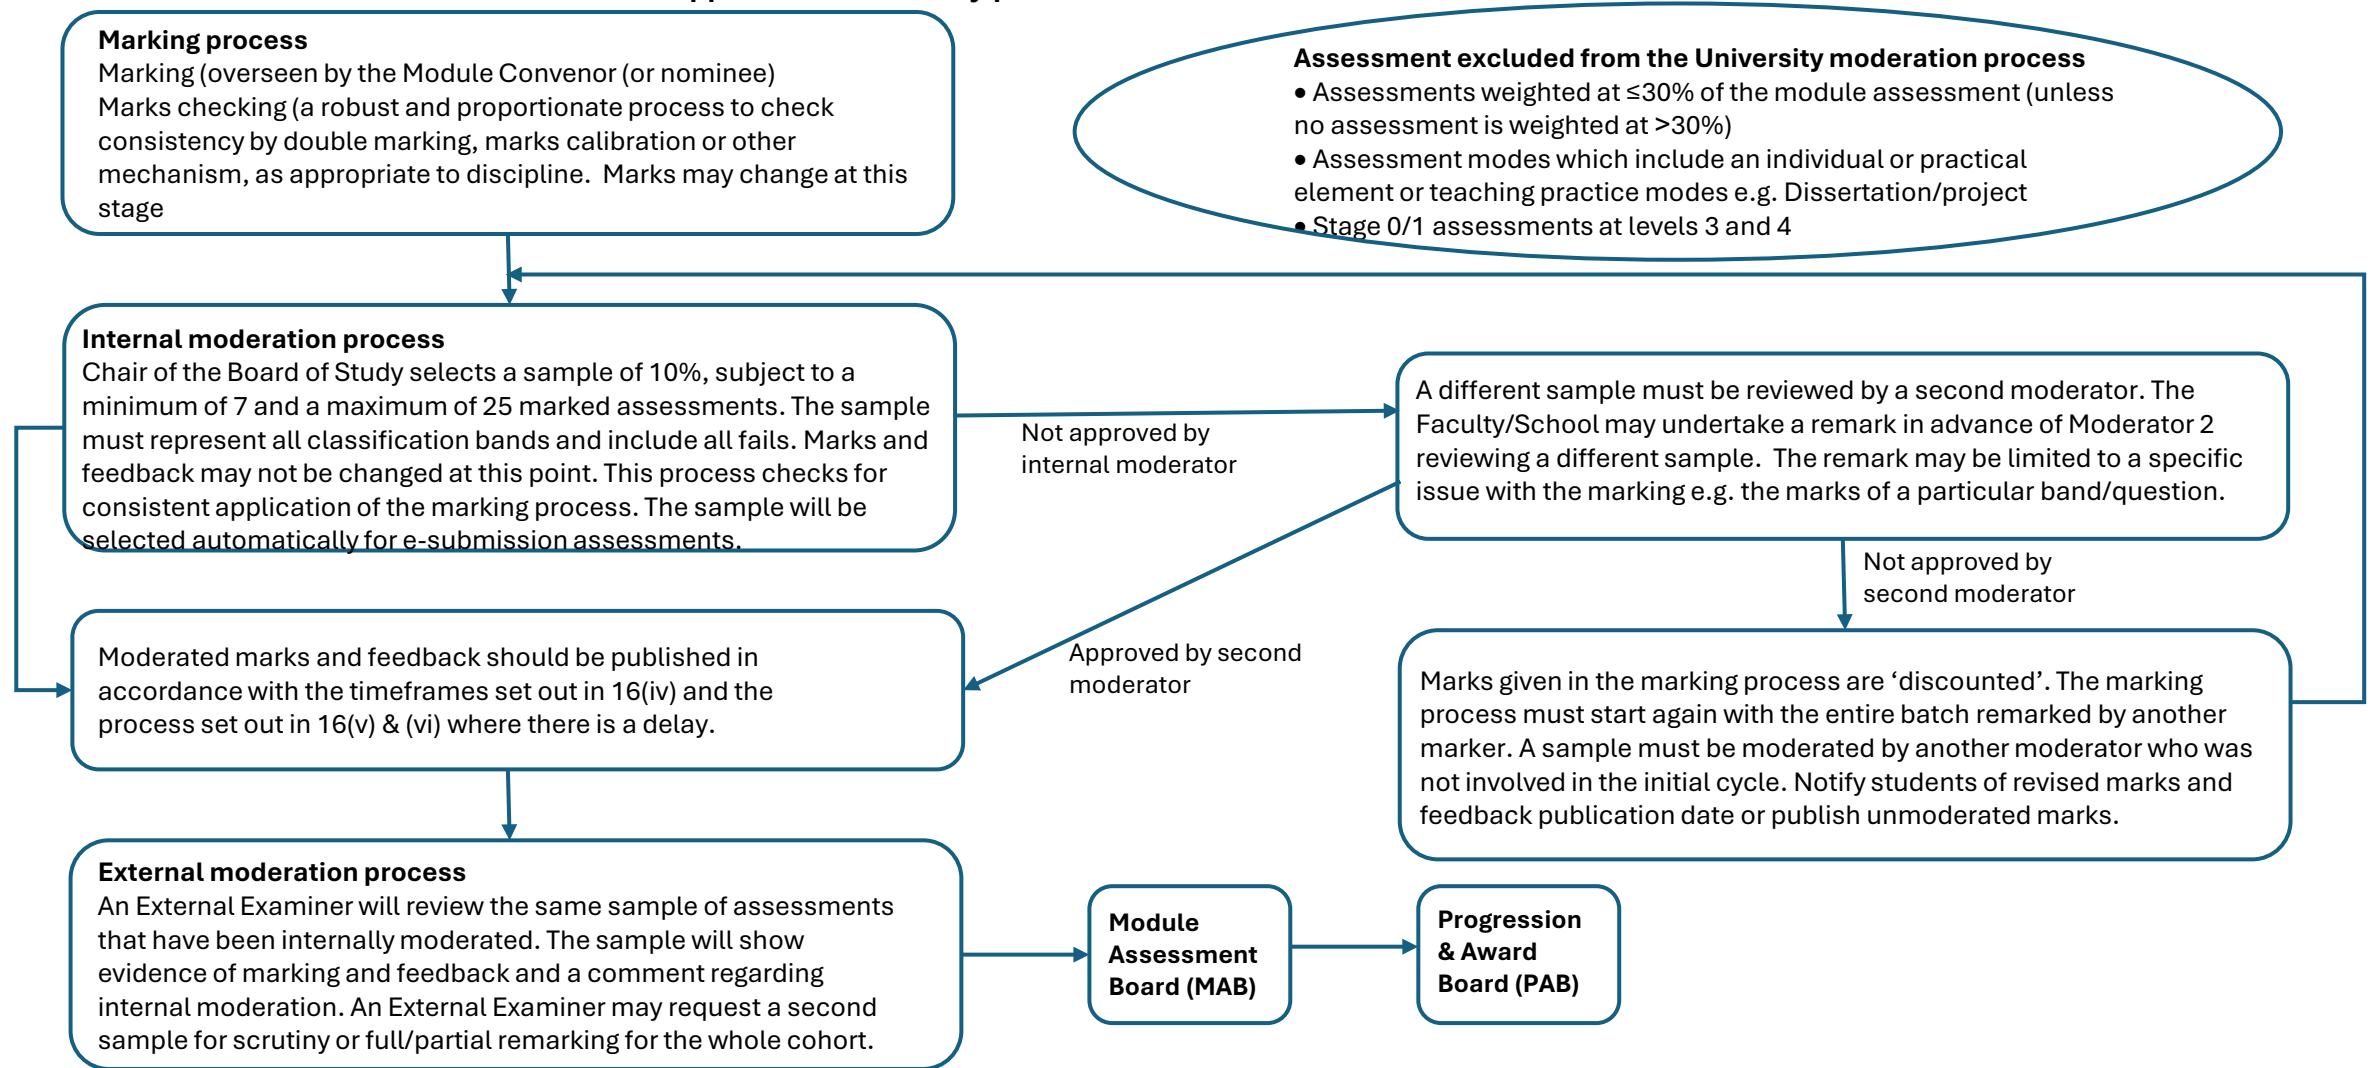 Marking process
Marking (overseen by the Module Convenor (or nominee)
Marks checking (a robust and proportionate process to check
consistency by double marking, marks calibration or other
mechanism, as appropriate to discipline. Marks may change at this
stage
Assessment excluded from the University moderation process
• Assessments weighted at ≤30% of the module assessment (unless
no assessment is weighted at >30%)
• Assessment modes which include an individual or practical
element or teaching practice modes e.g. Dissertation/project
• Stage 0/1 assessments at levels 3 and 4
Internal moderation process
Chair of the Board of Study selects a sample of 10%, subject to a
minimum of 7 and a maximum of 25 marked assessments. The sample
must represent all classification bands and include all fails. Marks and
feedback may not be changed at this point. This process checks for
consistent application of the marking process. The sample will be
selected automatically for e-submission assessments.
Not approved by
internal moderator
A different sample must be reviewed by a second moderator. The
Faculty/School may undertake a remark in advance of Moderator 2
reviewing a different sample. The remark may be limited to a specific
issue with the marking e.g. the marks of a particular band/question.
Not approved by
second moderator
Moderated marks and feedback should be published in
accordance with the timeframes set out in 16(iv) and the
process set out in 16(v) & (vi) where there is a delay.
Approved by second
moderator
Marks given in the marking process are ‘discounted’. The marking
process must start again with the entire batch remarked by another
marker. A sample must be moderated by another moderator who was
not involved in the initial cycle. Notify students of revised marks and
feedback publication date or publish unmoderated marks.
External moderation process
An External Examiner will review the same sample of assessments
that have been internally moderated. The sample will show
evidence of marking and feedback and a comment regarding
internal moderation. An External Examiner may request a second
sample for scrutiny or full/partial remarking for the whole cohort.
Module
Assessment
Board (MAB)
Progression
& Award
Board (PAB)